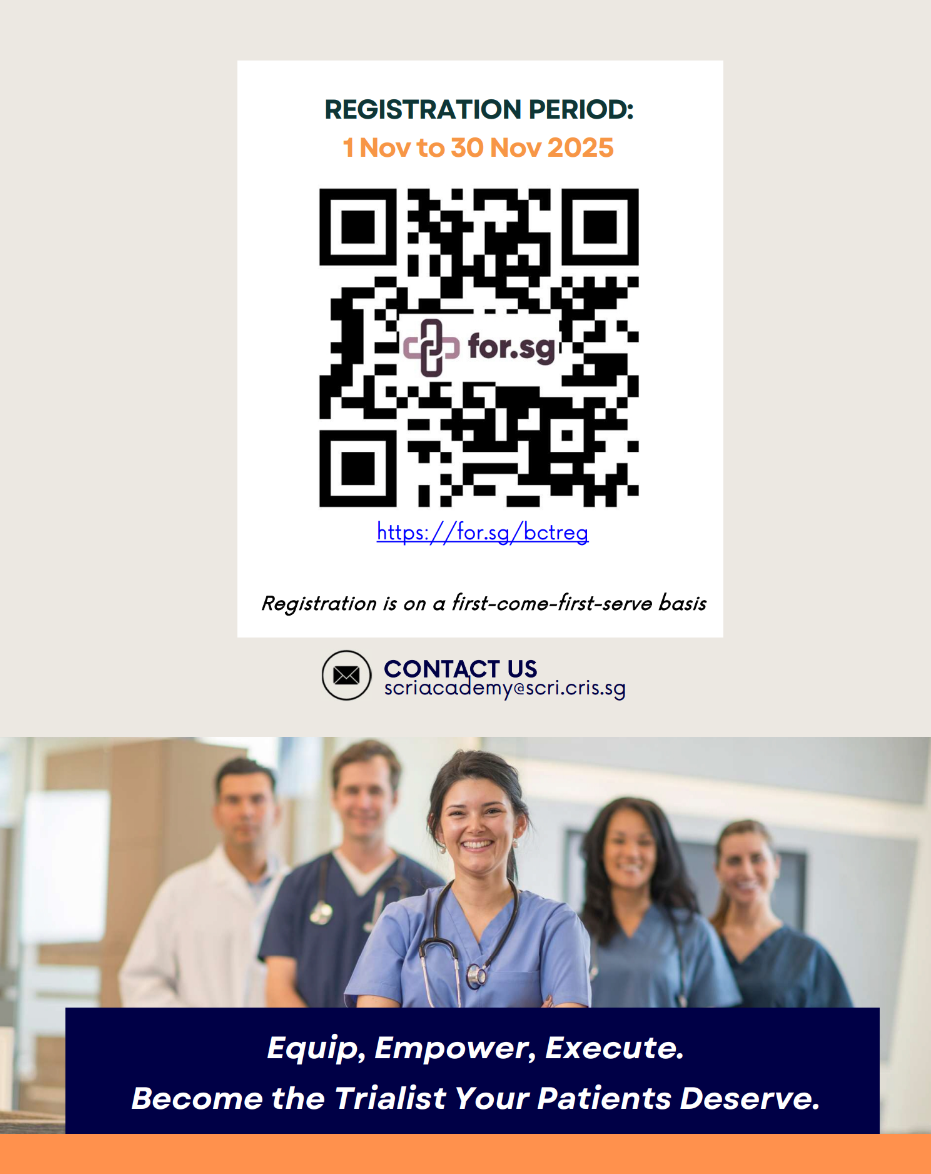 REGISTRATION PERIOD:
1 Nov to 30 Nov 2025
for.sg
https://for.sg/bctreg
Registration is on a first-come-first-serve basis
CONTACT US
scriacademy@scri.cris.sg
Equip, Empower, Execute.
Become the Trialist Your Patients Deserve.